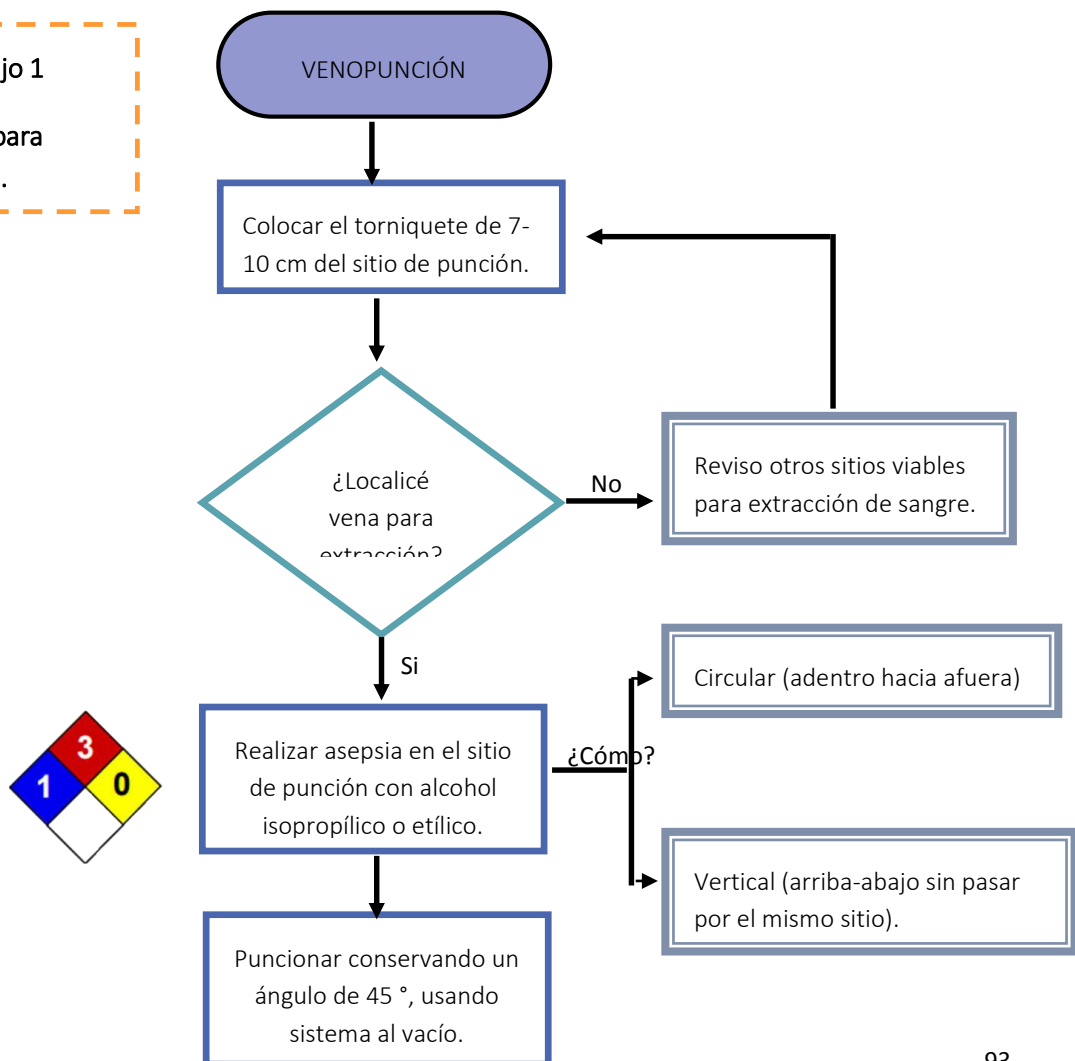 jo 1
para
.
VENOPUNCIÓN
Colocar el torniquete de 7-
10 cm del sitio de punción.
¿Localicé
vena para
extracción?
No
Reviso otros sitios viables
para extracción de sangre.
Si
Circular (adentro hacia afuera)
3
1
0
Realizar asepsia en el sitio
de punción con alcohol
isopropílico o etílico.
¿Cómo?
Vertical (arriba-abajo sin pasar
por el mismo sitio).
Puncionar conservando un
ángulo de 45 °, usando
sistema al vacío.